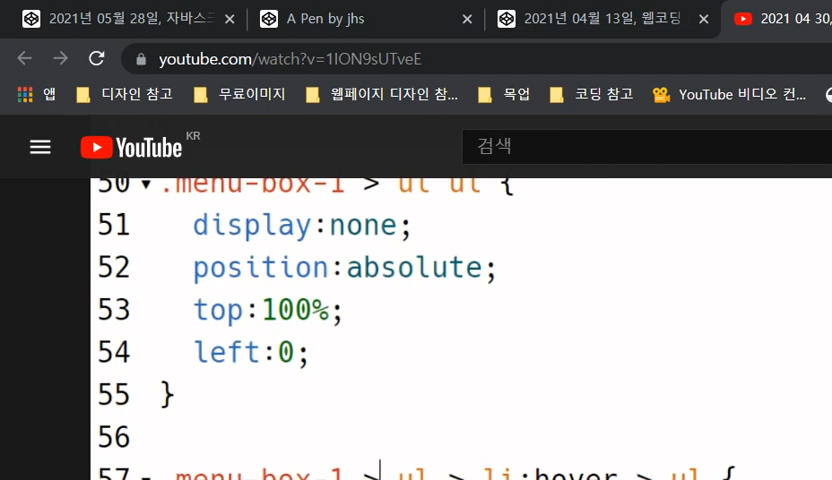 2021년 05월 28일, 자바스크
A Pen by jhs
2021년 04월 13일, 웹코딩
2021 04 30,
youtube.com/watch?v=1ION9sUTveE
앱 디자인 참고 무료이미지 웹페이지 디자인 참... 목업 코딩 참고 YouTube 비디오 컨...
YouTube KR 검색
50 .menu-box-1 > ul ul {
51 display:none;
52 position:absolute;
53 top:100%;
54 left:0;
55 }
56
57 .menu-box-1 > ul > li:hover > ul {